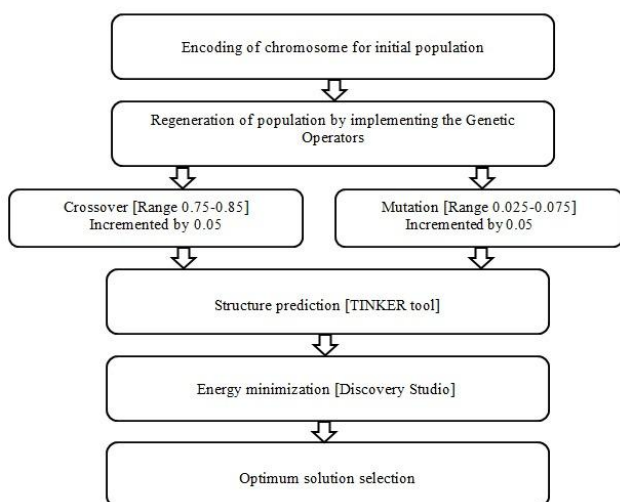 Encoding of chromosome for initial population
Regeneration of population by implementing the Genetic
Operators
Crossover [Range 0.75-0.85]
Incremented by 0.05
Mutation [Range 0.025-0.075]
Incremented by 0.05
Structure prediction [TINKER tool]
Energy minimization [Discovery Studio]
Optimum solution selection